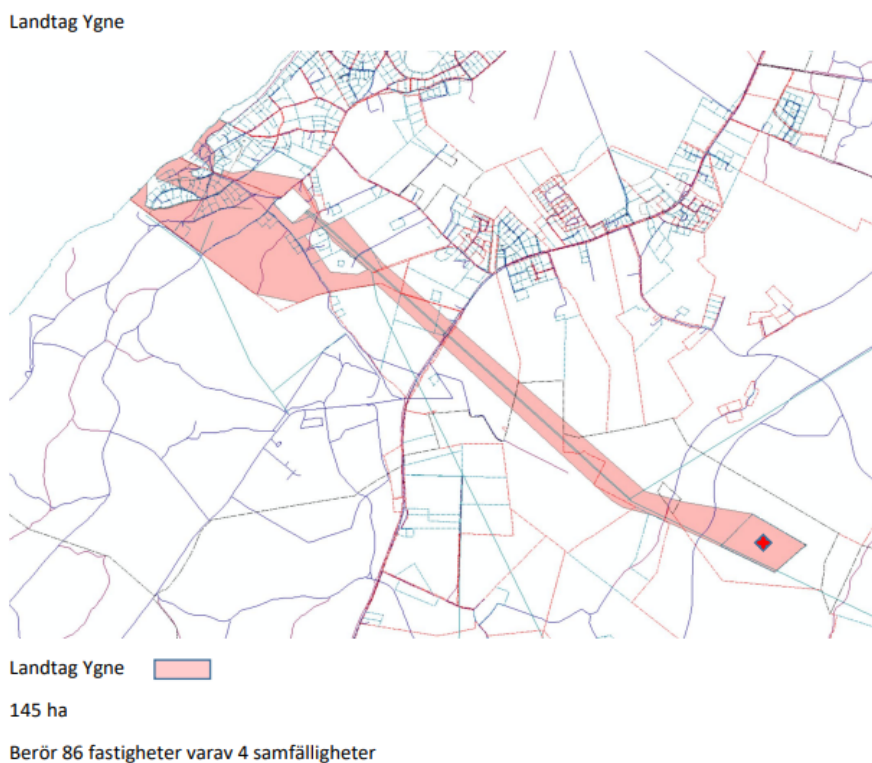 Landtag Ygne
Landtag Ygne
145 ha
Berör 86 fastigheter varav 4 samfälligheter